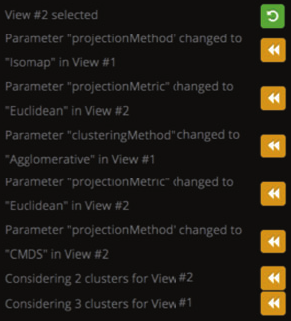 View #2 selected
Parameter "projectionMethod' changed to
"Isomap" in View #1
Parameter "projectionMetric" changed to
"Euclidean" in View #2
Parameter "clusteringMethod" changed to
"Agglomerative" in View #1
Parameter "projectionMetric" changed to
"Euclidean" in View #2
Parameter "projectionMethod' changed to
"CMDS" in View #2
Considering 2 clusters for View #2
Considering 3 clusters for View #1